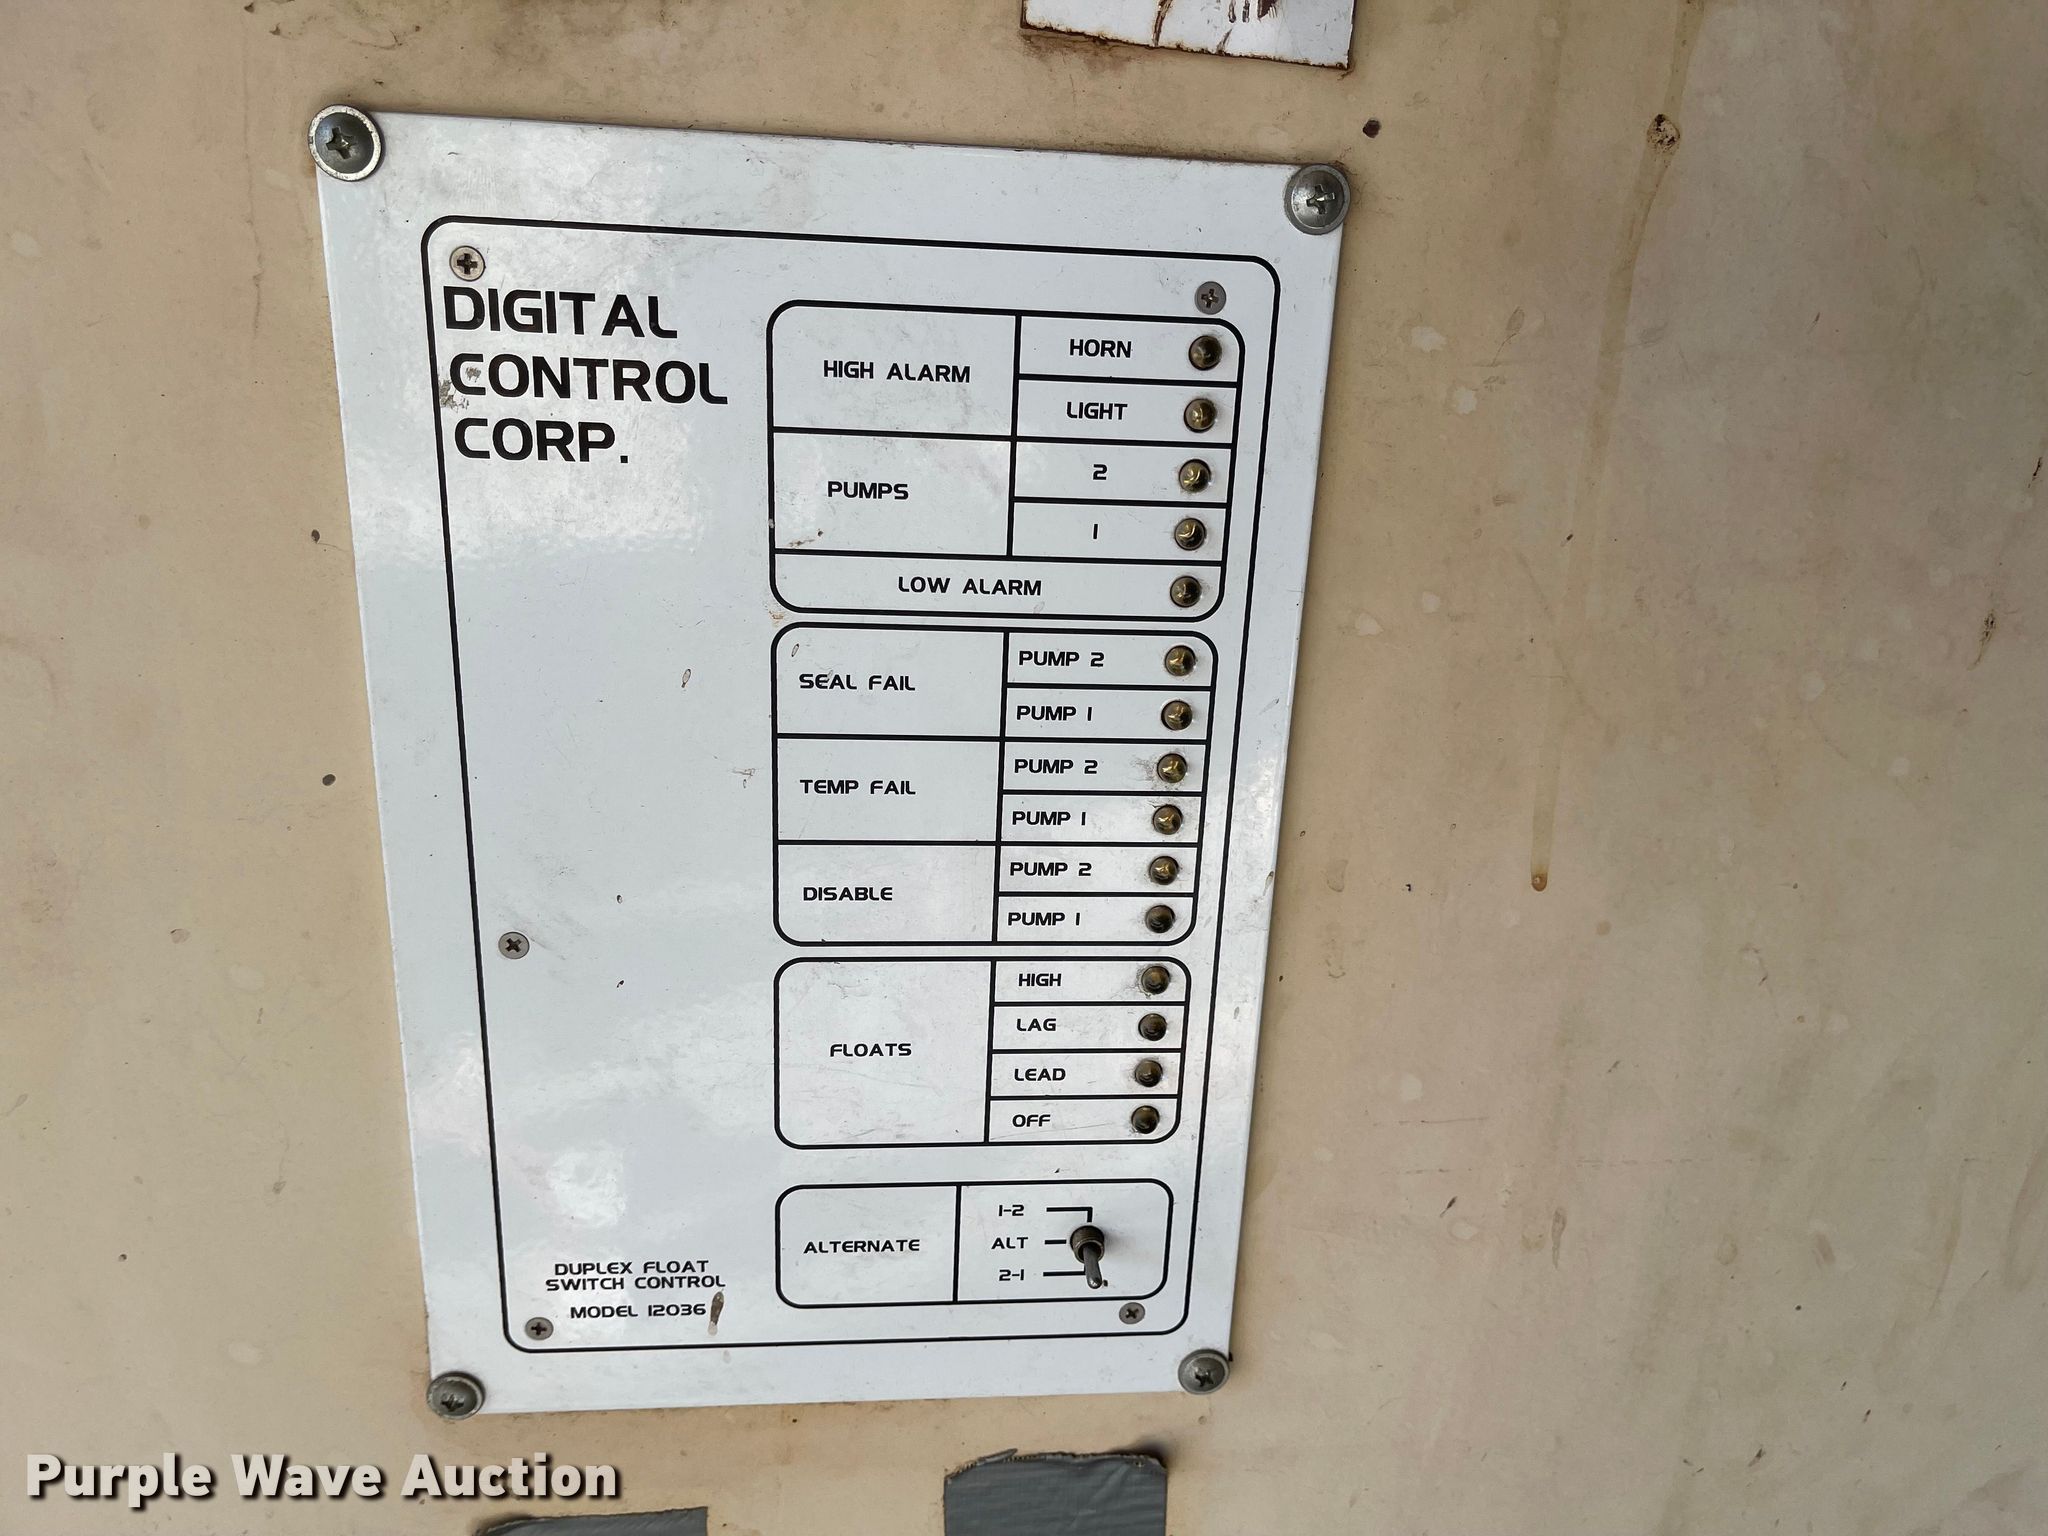 DIGITAL
CONTROL
CORP.
HIGH ALARM
HORN
LIGHT
PUMPS
2
1
LOW ALARM
SEAL FAIL
PUMP 2
PUMP 1
TEMP FAIL
PUMP 2
PUMP 1
DISABLE
PUMP 2
PUMP 1
FLOATS
HIGH
LAG
LEAD
OFF
ALTERNATE
1-2
ALT
2-1
DUPLEX FLOAT
SWITCH CONTROL
MODEL 12036
Purple Wave Auction